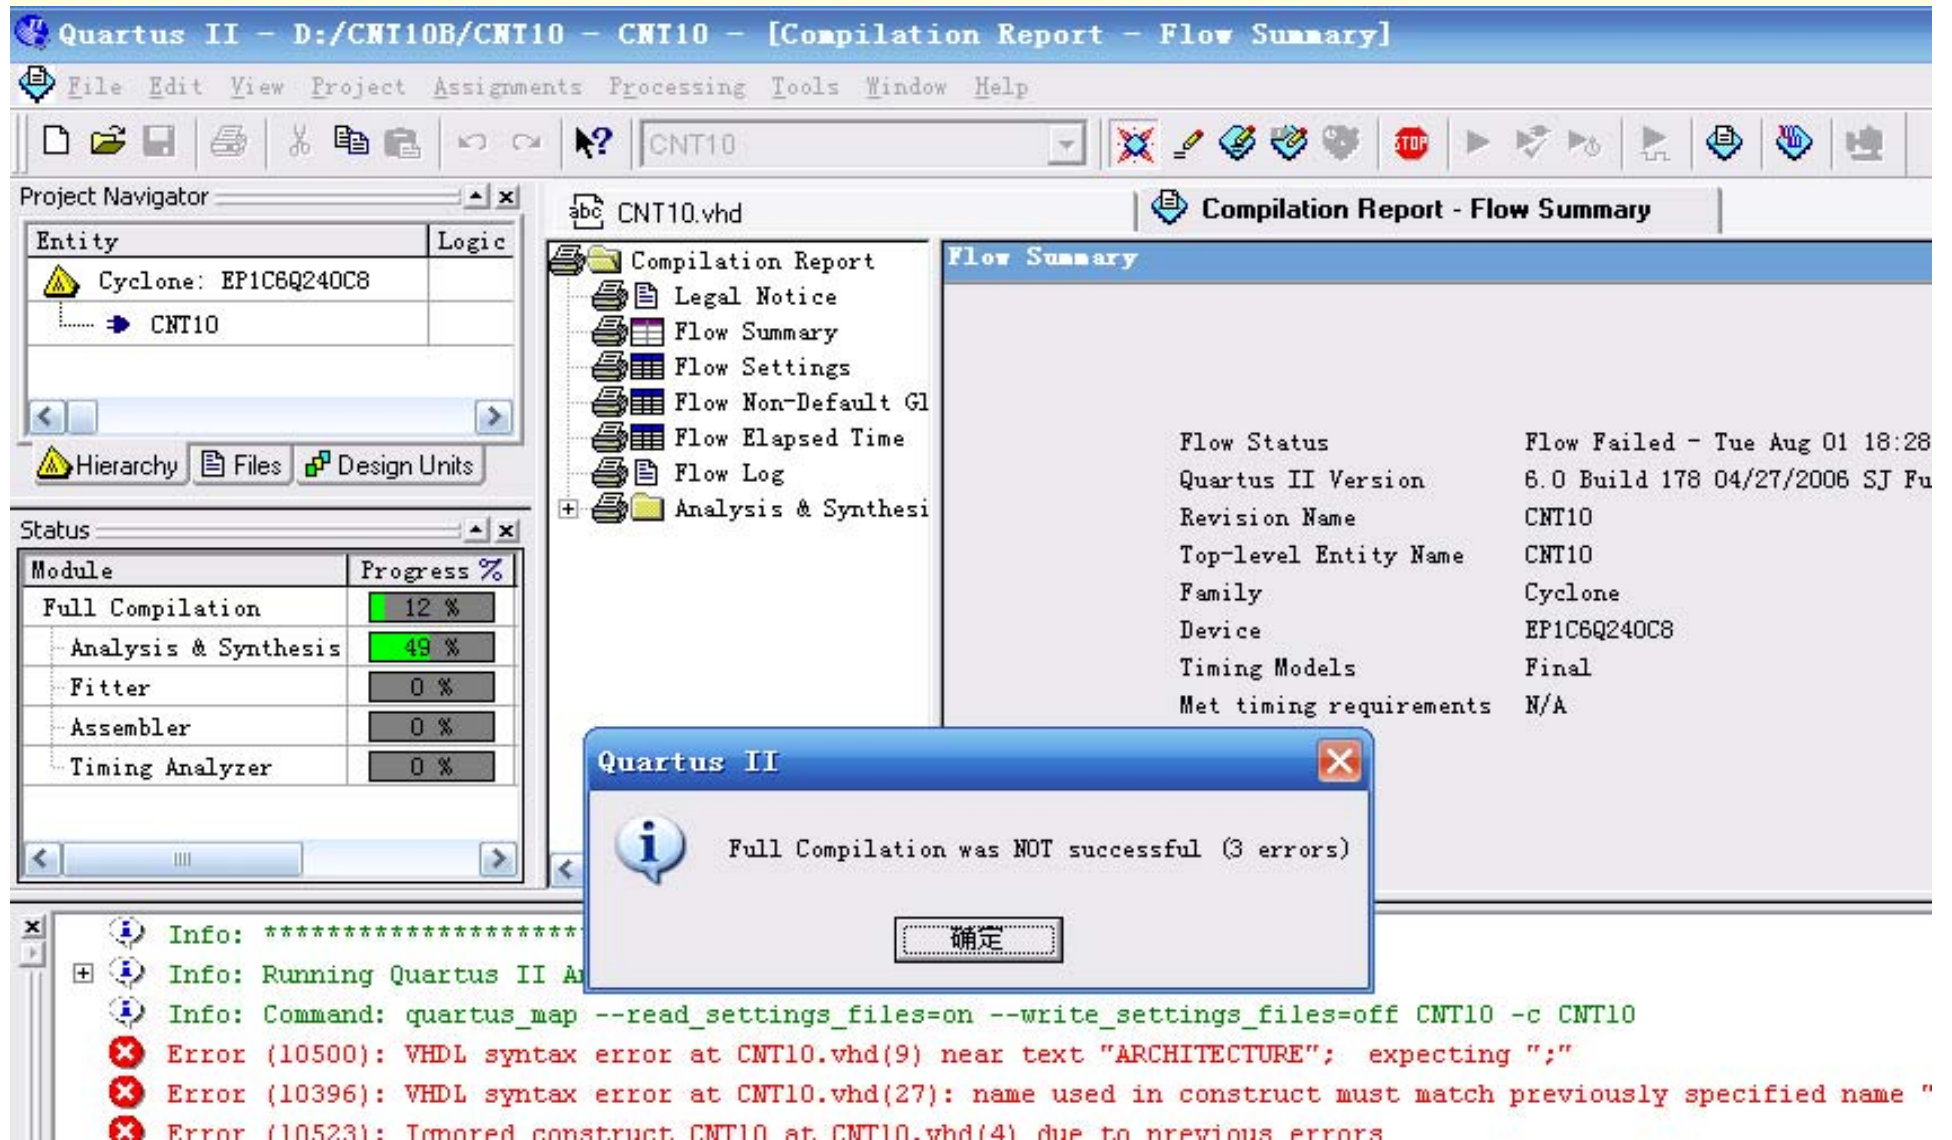 Quartus II - D:/CNT10B/CNT10 - CNT10 - [Compilation Report - Flow Summary]
File Edit View Project Assignments Processing Tools Window Help
CNT10
STOP
Project Navigator
Entity Logic
Cyclone: EP1C6Q240C8
CNT10
Hierarchy Files Design Units
Status
Module Progress %
Full Compilation 12 %
Analysis & Synthesis 49 %
Fitter 0 %
Assembler 0 %
Timing Analyzer 0 %
abc CNT10.vhd
Compilation Report - Flow Summary
Compilation Report
Legal Notice
Flow Summary
Flow Settings
Flow Non-Default Gl
Flow Elapsed Time
Flow Log
Analysis & Synthesi
Flow Summary
Flow Status Flow Failed - Tue Aug 01 18:28
Quartus II Version 6.0 Build 178 04/27/2006 SJ Fu
Revision Name CNT10
Top-level Entity Name CNT10
Family Cyclone
Device EP1C6Q240C8
Timing Models Final
Met timing requirements N/A
Quartus II
Full Compilation was NOT successful (3 errors)
确定
Info: ********************
Info: Running Quartus II A
Info: Command: quartus_map --read_settings_files=on --write_settings_files=off CNT10 -c CNT10
Error (10500): VHDL syntax error at CNT10.vhd(9) near text "ARCHITECTURE";  expecting ";"
Error (10396): VHDL syntax error at CNT10.vhd(27): name used in construct must match previously specified name "
Error (10523): Ignored construct CNT10 at CNT10.vhd(4) due to previous errors